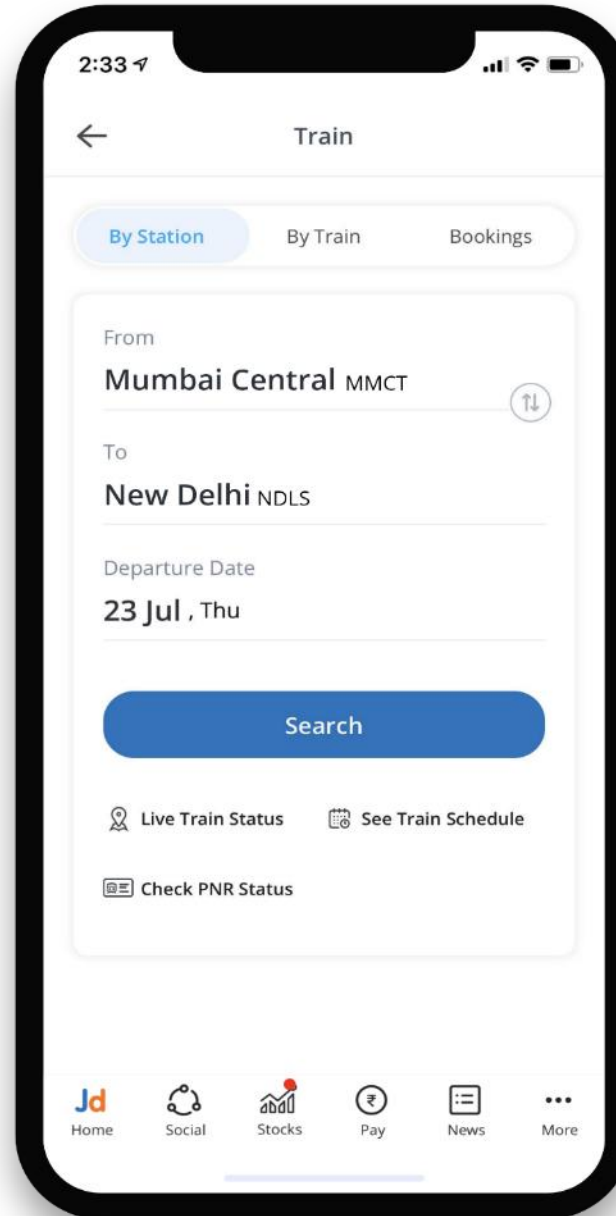 2:33
Train
By Station By Train Bookings
From
Mumbai Central MMCT
To
New Delhi NDLS
Departure Date
23 Jul , Thu
Search
Live Train Status See Train Schedule
Check PNR Status
Jd
Home Social Stocks Pay News More